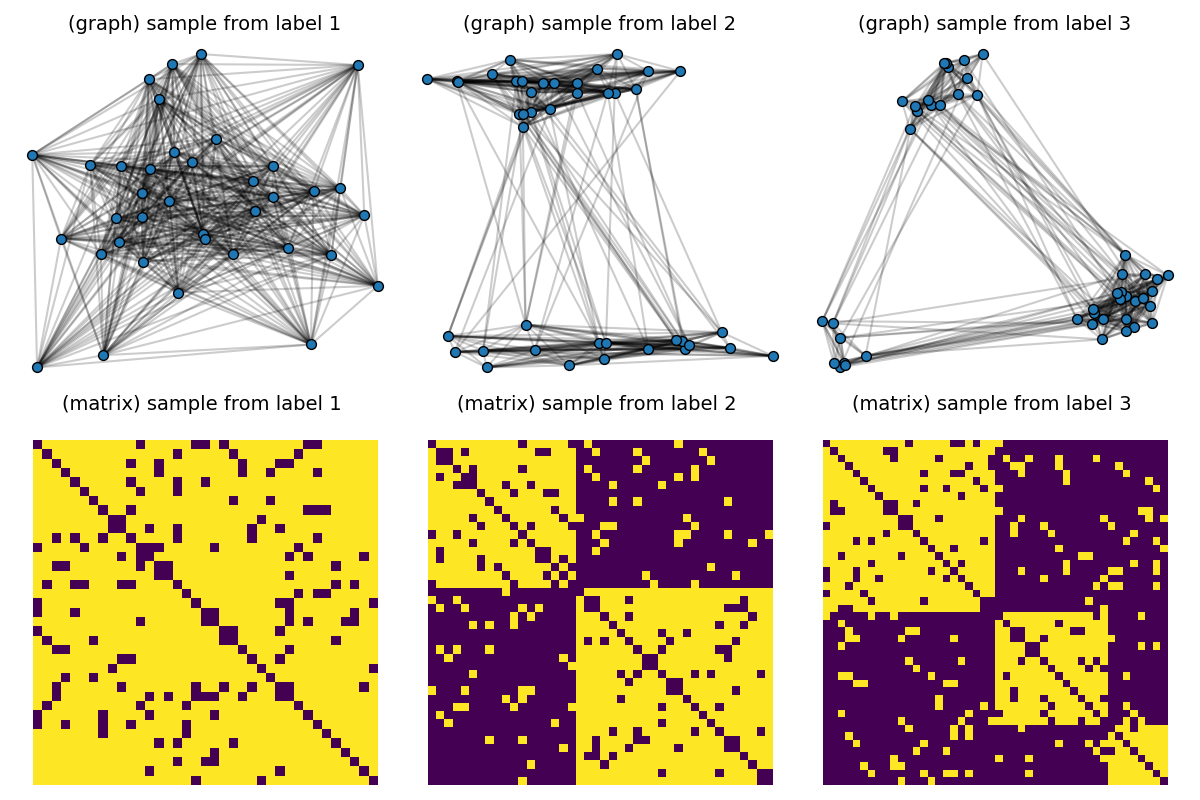 (graph) sample from label 1
(graph) sample from label 2
(graph) sample from label 3
(matrix) sample from label 1
(matrix) sample from label 2
(matrix) sample from label 3